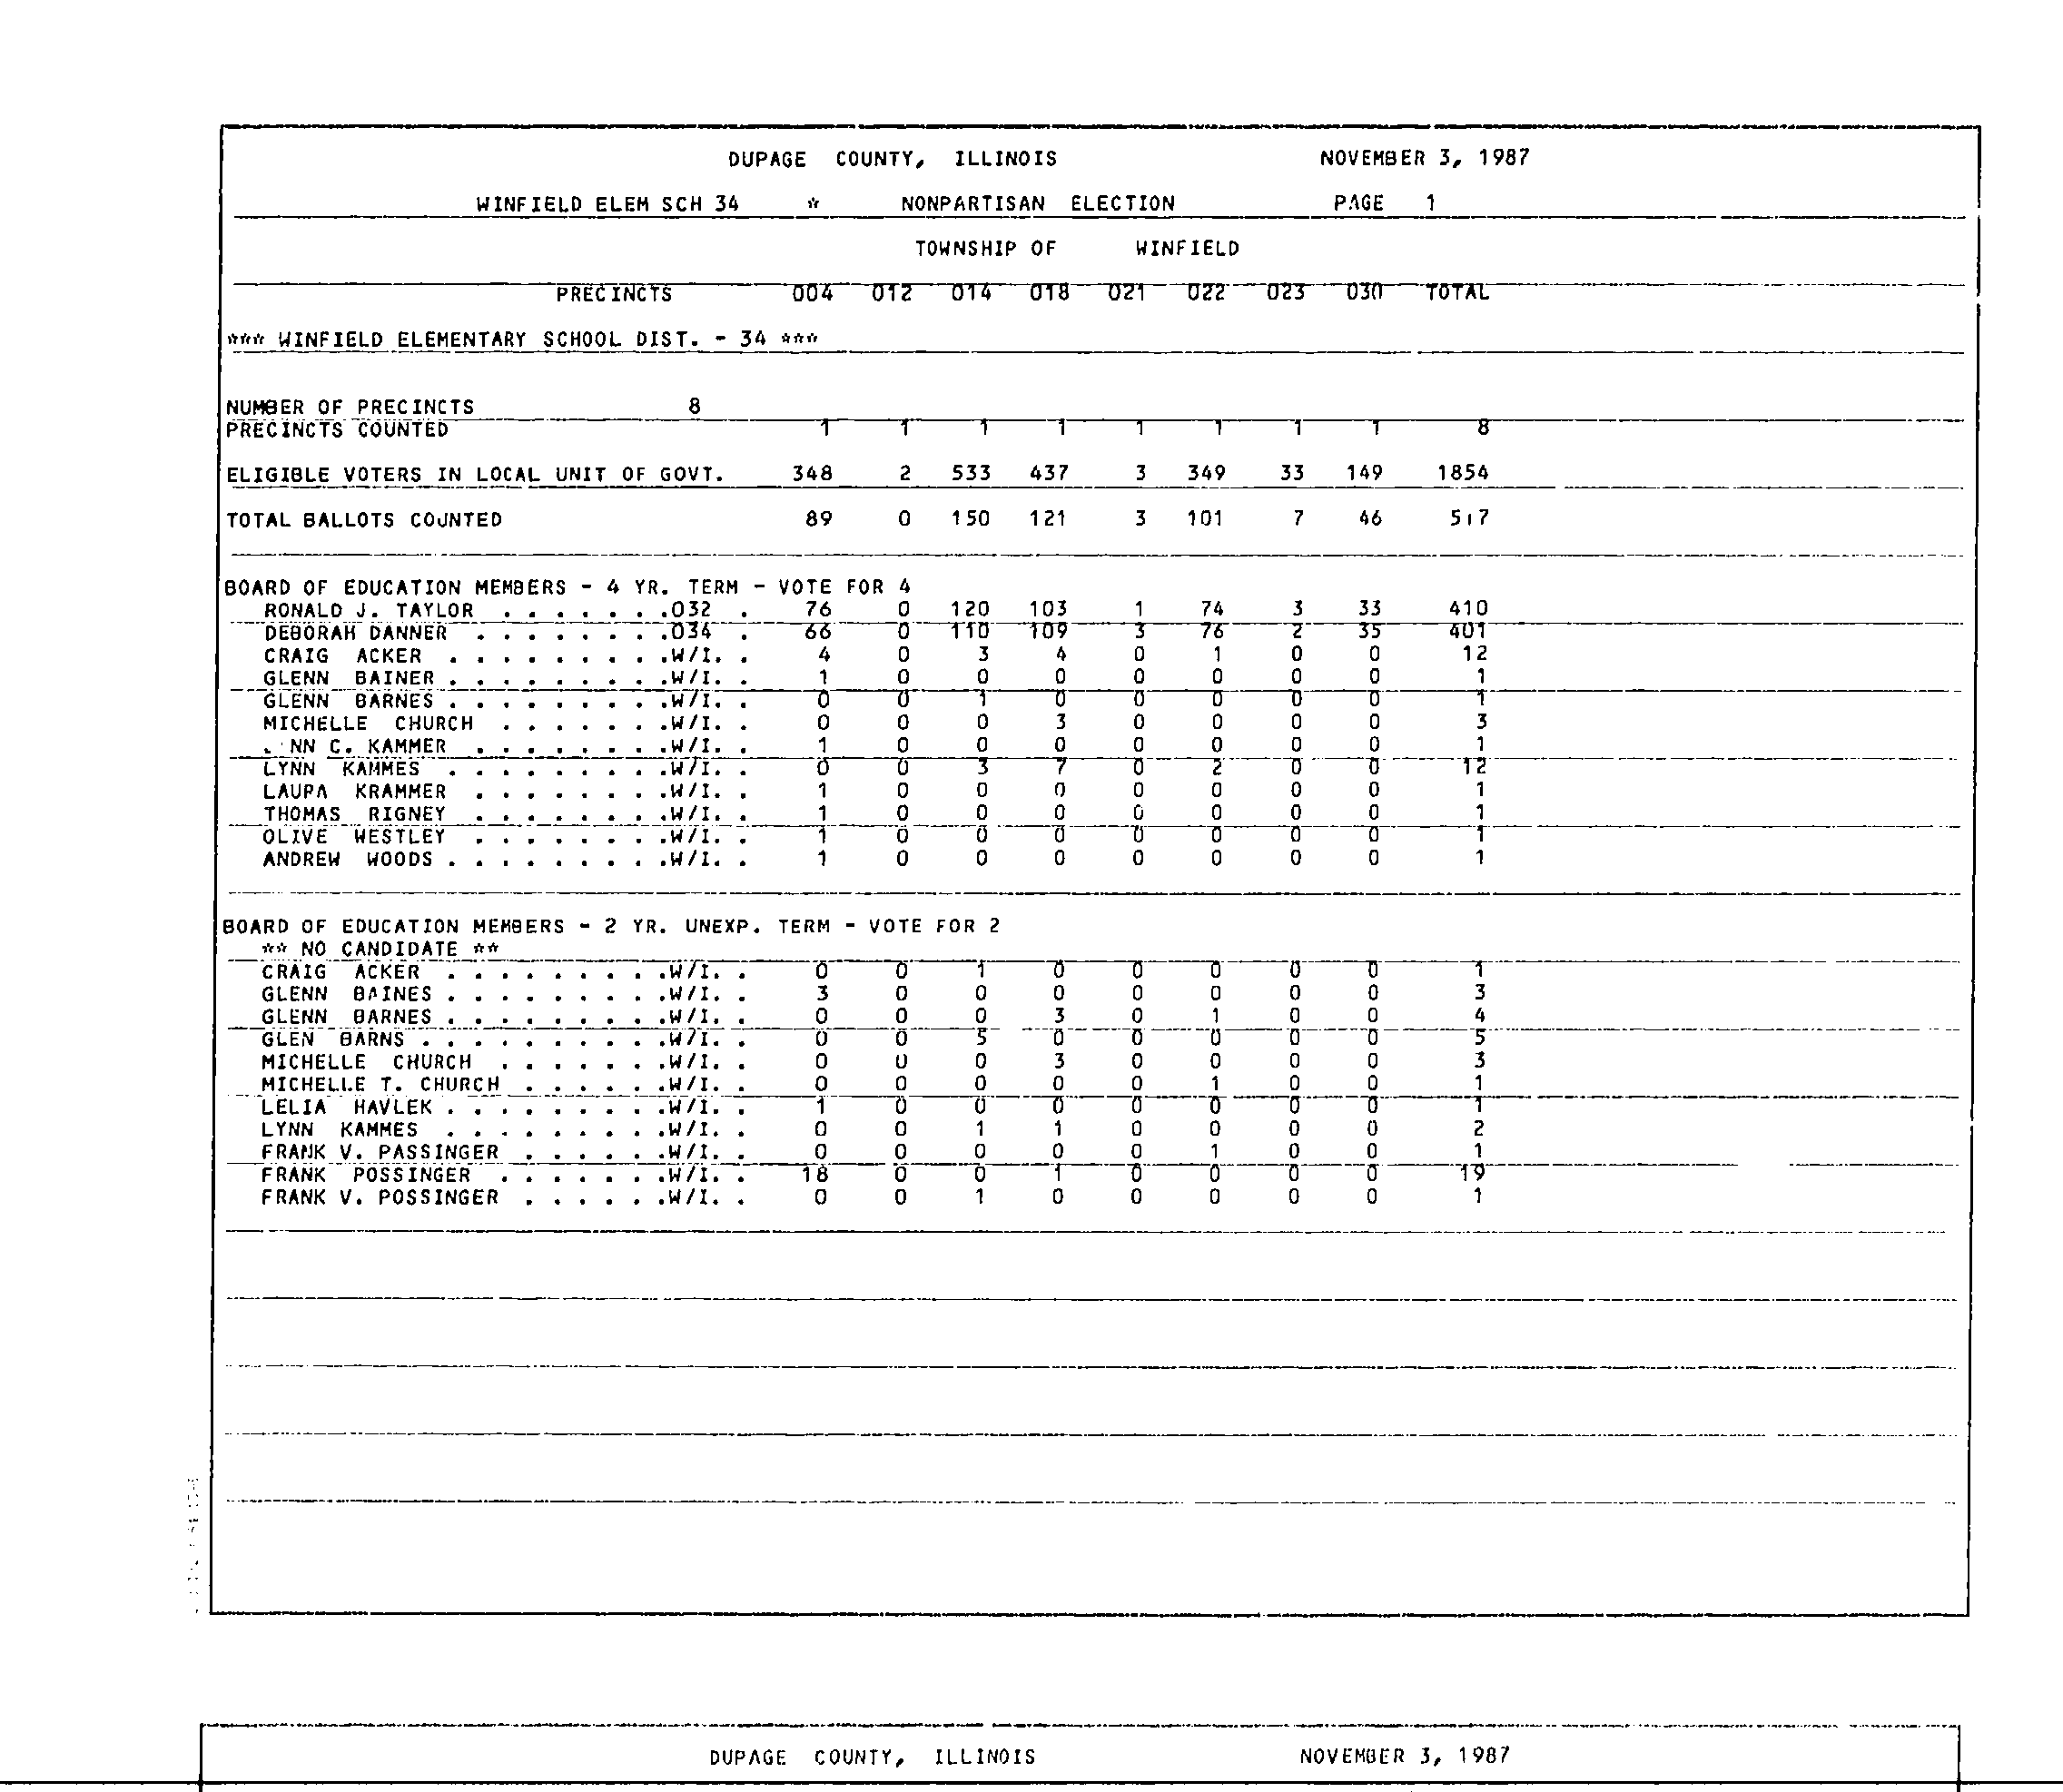 DUPAGE COUNTY, ILLINOIS NOVEMBER 3, 1987
WINFIELD ELEM SCH 34 * NONPARTISAN ELECTION PAGE 1
TOWNSHIP OF WINFIELD
PRECINCTS 004 012 014 018 021 022 023 030 TOTAL
*** WINFIELD ELEMENTARY SCHOOL DIST. - 34 ***
NUMBER OF PRECINCTS 8
PRECINCTS COUNTED 1 1 1 1 1 1 1 1 8
ELIGIBLE VOTERS IN LOCAL UNIT OF GOVT. 348 2 533 437 3 349 33 149 1854
TOTAL BALLOTS COUNTED 89 0 150 121 3 101 7 46 517
BOARD OF EDUCATION MEMBERS - 4 YR. TERM - VOTE FOR 4
RONALD J. TAYLOR . . . . . . .032 . 76 0 120 103 1 74 3 33 410
DEBORAH DANNER . . . . . . . .034 . 66 0 110 109 3 76 2 35 401
CRAIG ACKER . . . . . . . . .W/I. . 4 0 3 4 0 1 0 0 12
GLENN BAINER . . . . . . . . .W/I. . 1 0 0 0 0 0 0 0 1
GLENN BARNES . . . . . . . . .W/I. . 0 0 1 0 0 0 0 0 1
MICHELLE CHURCH . . . . . . .W/I. . 0 0 0 3 0 0 0 0 3
NN C. KAMMER . . . . . . . .W/I. . 1 0 0 0 0 0 0 0 1
LYNN KAMMES . . . . . . . . .W/I. . 0 0 3 7 0 2 0 0 12
LAURA KRAMMER . . . . . . . .W/I. . 1 0 0 0 0 0 0 0 1
THOMAS RIGNEY . . . . . . . .W/I. . 1 0 0 0 0 0 0 0 1
OLIVE WESTLEY . . . . . . . .W/I. . 1 0 0 0 0 0 0 0 1
ANDREW WOODS . . . . . . . . .W/I. . 1 0 0 0 0 0 0 0 1
BOARD OF EDUCATION MEMBERS - 2 YR. UNEXP. TERM - VOTE FOR 2
** NO CANDIDATE **
CRAIG ACKER . . . . . . . . .W/I. . 0 0 1 0 0 0 0 0 1
GLENN BAINES . . . . . . . . .W/I. . 3 0 0 0 0 0 0 0 3
GLENN BARNES . . . . . . . . .W/I. . 0 0 0 3 0 1 0 0 4
GLEN BARNS . . . . . . . . . .W/I. . 0 0 5 0 0 0 0 0 5
MICHELLE CHURCH . . . . . . .W/I. . 0 0 0 3 0 0 0 0 3
MICHELLE T. CHURCH . . . . . .W/I. . 0 0 0 0 0 1 0 0 1
LELIA HAVLEK . . . . . . . . .W/I. . 1 0 0 0 0 0 0 0 1
LYNN KAMMES . . . . . . . . .W/I. . 0 0 1 1 0 0 0 0 2
FRANK V. PASSINGER . . . . . .W/I. . 0 0 0 0 0 1 0 0 1
FRANK POSSINGER . . . . . . .W/I. . 18 0 0 1 0 0 0 0 19
FRANK V. POSSINGER . . . . . .W/I. . 0 0 1 0 0 0 0 0 1
DUPAGE COUNTY, ILLINOIS NOVEMBER 3, 1987